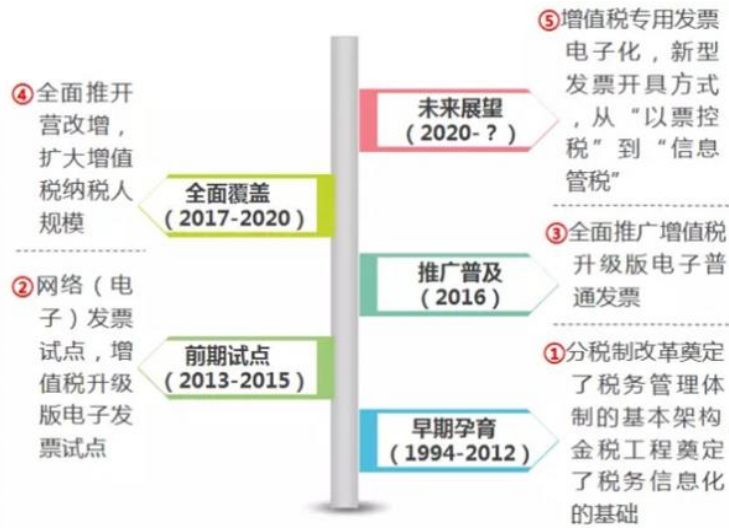 ⑤增值税专用发票
电子化，新型
发票开具方式
，从“以票控
税”到“信息
管税”
未来展望
（2020-？）
④全面推开
营改增，
扩大增值
税纳税人
规模
全面覆盖
（2017-2020）
③全面推广增值税
升级版电子普
通发票
推广普及
（2016）
②网络（电
子）发票
试点，增
值税升级
版电子发
票试点
前期试点
（2013-2015）
①分税制改革奠定
了税务管理体
制的基本架构
金税工程奠定
了税务信息化
的基础
早期孕育
（1994-2012）